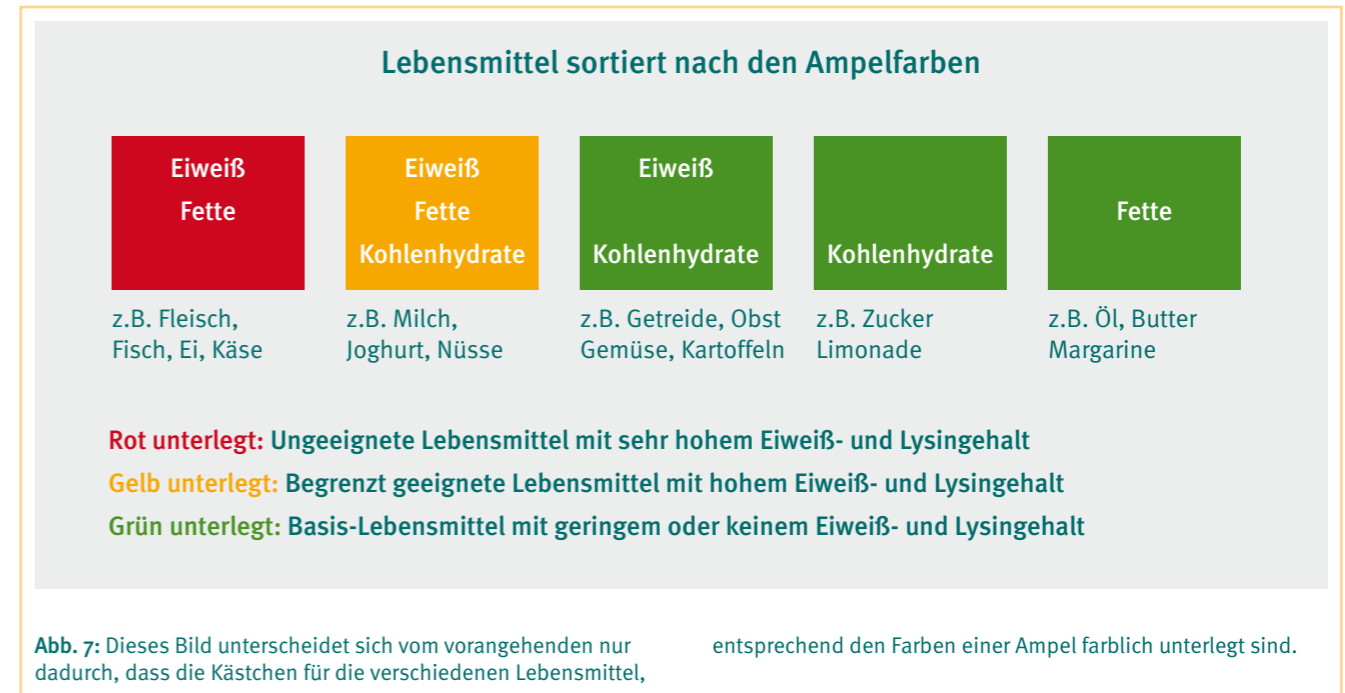 Lebensmittel sortiert nach den Ampelfarben
Eiweiß
Fette
z.B. Fleisch,
Fisch, Ei, Käse
Eiweiß
Fette
Kohlenhydrate
z.B. Milch,
Joghurt, Nüsse
Eiweiß
Kohlenhydrate
z.B. Getreide, Obst
Gemüse, Kartoffeln
Kohlenhydrate
z.B. Zucker
Limonade
Fette
z.B. Öl, Butter
Margarine
Rot unterlegt: Ungeeignete Lebensmittel mit sehr hohem Eiweiß- und Lysingehalt
Gelb unterlegt: Begrenzt geeignete Lebensmittel mit hohem Eiweiß- und Lysingehalt
Grün unterlegt: Basis-Lebensmittel mit geringem oder keinem Eiweiß- und Lysingehalt
Abb. 7: Dieses Bild unterscheidet sich vom vorangehenden nur
dadurch, dass die Kästchen für die verschiedenen Lebensmittel,
entsprechend den Farben einer Ampel farblich unterlegt sind.